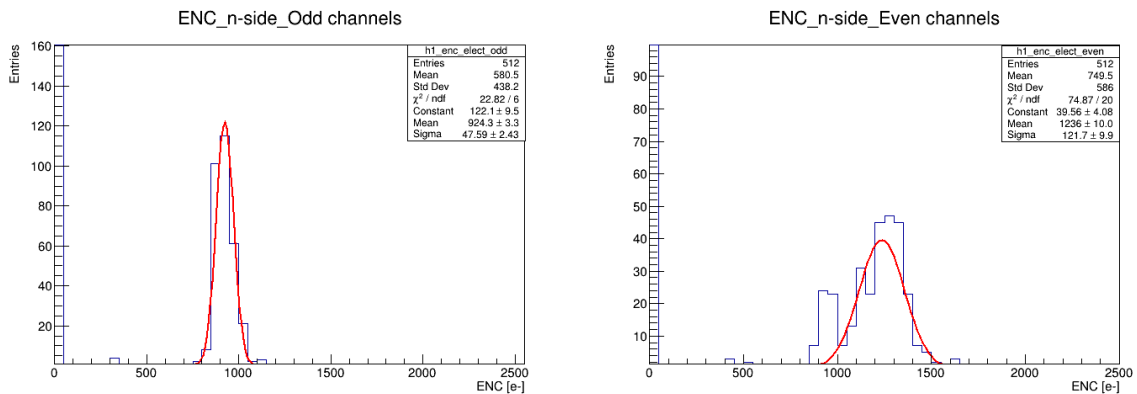 ENC_n-side_Odd channels
Entries
160
140
120
100
80
60
40
20
0
500
1000
1500
2000
2500
ENC [e-]
h1_enc_elect_odd
Entries 512
Mean 580.5
Std Dev 438.2
χ² / ndf 22.82 / 6
Constant 122.1 ± 9.5
Mean 924.3 ± 3.3
Sigma 47.59 ± 2.43
ENC_n-side_Even channels
Entries
90
80
70
60
50
40
30
20
10
0
500
1000
1500
2000
2500
ENC [e-]
h1_enc_elect_even
Entries 512
Mean 749.5
Std Dev 586
χ² / ndf 74.87 / 20
Constant 39.56 ± 4.08
Mean 1236 ± 10.0
Sigma 121.7 ± 9.9